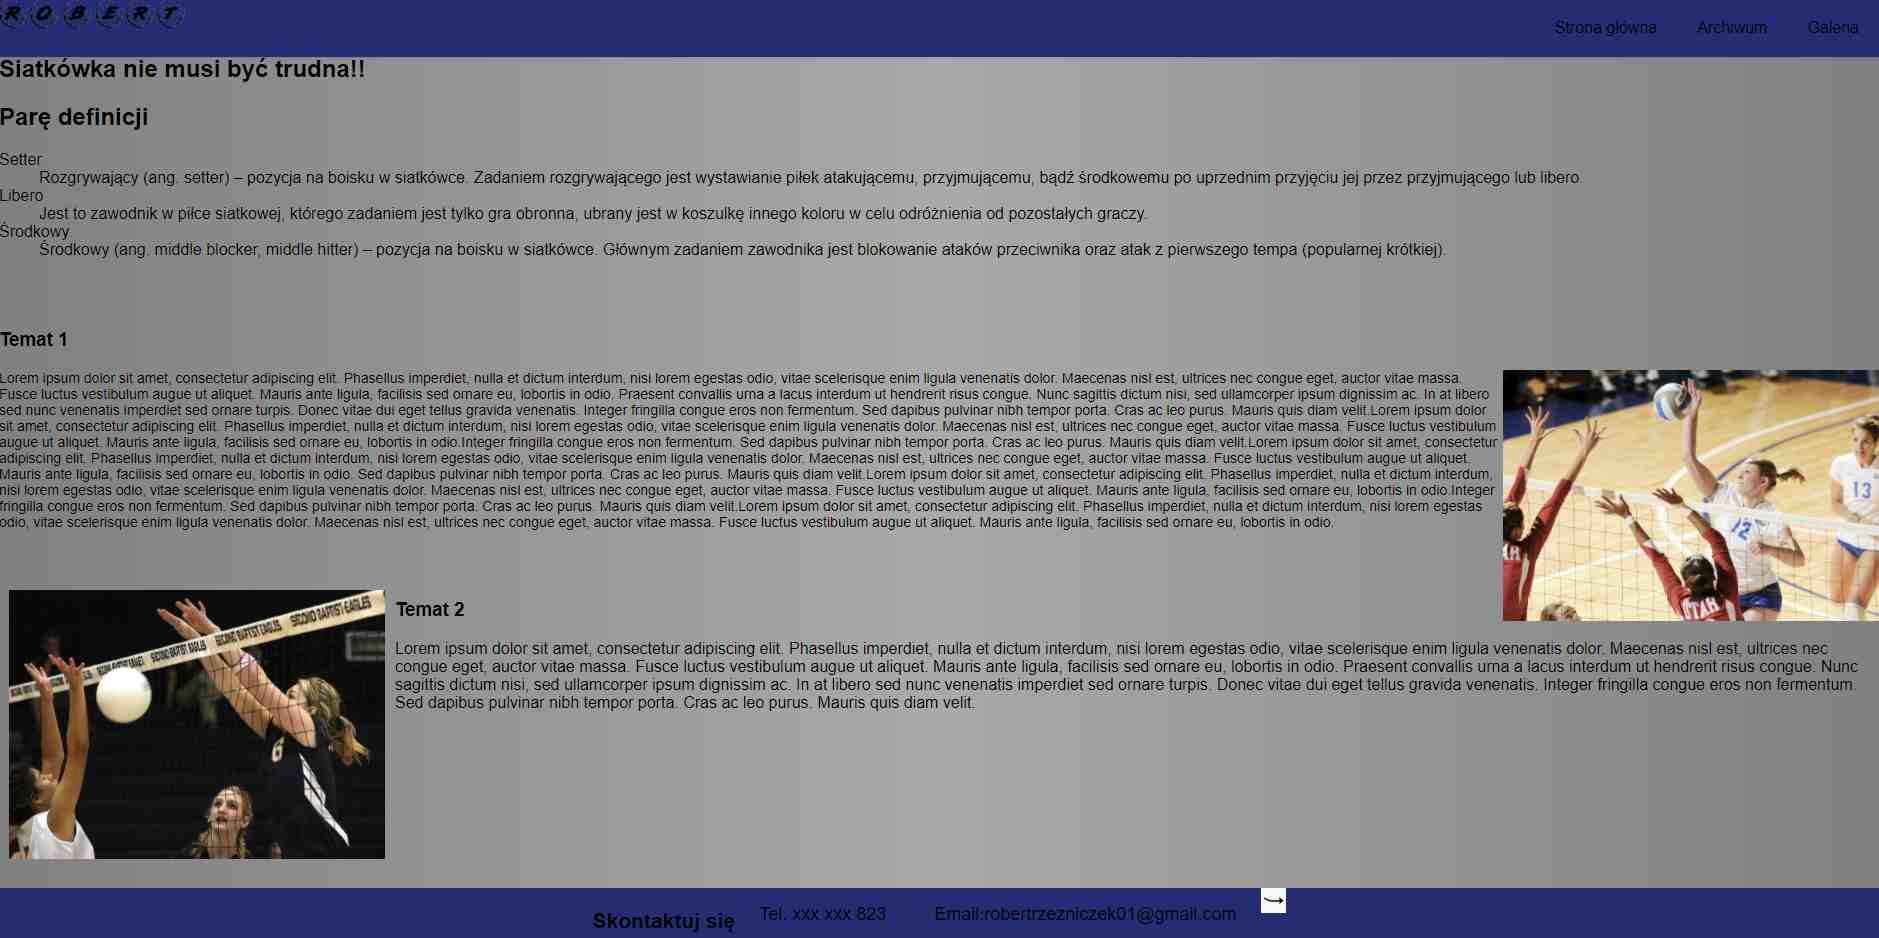 ROBERT
Strona główna Archiwum Galeria
Siatkówka nie musi być trudna!!
Parę definicji
Setter
Rozgrywający (ang. setter) – pozycja na boisku w siatkówce. Zadaniem rozgrywającego jest wystawianie piłek atakującemu, przyjmującemu, bądź środkowemu po uprzednim przyjęciu jej przez przyjmującego lub libero.
Libero
Jest to zawodnik w piłce siatkowej, którego zadaniem jest tylko gra obronna, ubrany jest w koszulkę innego koloru w celu odróżnienia od pozostałych graczy.
Środkowy
Środkowy (ang. middle blocker, middle hitter) – pozycja na boisku w siatkówce. Głównym zadaniem zawodnika jest blokowanie ataków przeciwnika oraz atak z pierwszego tempa (popularnej krótkiej).
Temat 1
Lorem ipsum dolor sit amet, consectetur adipiscing elit. Phasellus imperdiet, nulla et dictum interdum, nisi lorem egestas odio, vitae scelerisque enim ligula venenatis dolor. Maecenas nisl est, ultrices nec congue eget, auctor vitae massa.
Fusce luctus vestibulum augue ut aliquet. Mauris ante ligula, facilisis sed ornare eu, lobortis in odio. Praesent convallis urna a lacus interdum ut hendrerit risus congue. Nunc sagittis dictum nisi, sed ullamcorper ipsum dignissim ac. In at libero
sed nunc venenatis imperdiet sed ornare turpis. Donec vitae dui eget tellus gravida venenatis. Integer fringilla congue eros non fermentum. Sed dapibus pulvinar nibh tempor porta. Cras ac leo purus. Mauris quis diam velit.Lorem ipsum dolor
sit amet, consectetur adipiscing elit. Phasellus imperdiet, nulla et dictum interdum, nisi lorem egestas odio, vitae scelerisque enim ligula venenatis dolor. Maecenas nisl est, ultrices nec congue eget, auctor vitae massa. Fusce luctus vestibulum
augue ut aliquet. Mauris ante ligula, facilisis sed ornare eu, lobortis in odio.Integer fringilla congue eros non fermentum. Sed dapibus pulvinar nibh tempor porta. Cras ac leo purus. Mauris quis diam velit.Lorem ipsum dolor sit amet, consectetur
adipiscing elit. Phasellus imperdiet, nulla et dictum interdum, nisi lorem egestas odio, vitae scelerisque enim ligula venenatis dolor. Maecenas nisl est, ultrices nec congue eget, auctor vitae massa. Fusce luctus vestibulum augue ut aliquet.
Mauris ante ligula, facilisis sed ornare eu, lobortis in odio. Sed dapibus pulvinar nibh tempor porta. Cras ac leo purus. Mauris quis diam velit.Lorem ipsum dolor sit amet, consectetur adipiscing elit. Phasellus imperdiet, nulla et dictum interdum,
nisi lorem egestas odio, vitae scelerisque enim ligula venenatis dolor. Maecenas nisl est, ultrices nec congue eget, auctor vitae massa. Fusce luctus vestibulum augue ut aliquet. Mauris ante ligula, facilisis sed ornare eu, lobortis in odio.Integer
fringilla congue eros non fermentum. Sed dapibus pulvinar nibh tempor porta. Cras ac leo purus. Mauris quis diam velit.Lorem ipsum dolor sit amet, consectetur adipiscing elit. Phasellus imperdiet, nulla et dictum interdum, nisi lorem egestas
odio, vitae scelerisque enim ligula venenatis dolor. Maecenas nisl est, ultrices nec congue eget, auctor vitae massa. Fusce luctus vestibulum augue ut aliquet. Mauris ante ligula, facilisis sed ornare eu, lobortis in odio.
13
12
UTAH
SECOND BAPTIST EAGLES SECOND BAPTIST EAGLES SECOND BAPTIST EAGLES
6
Temat 2
Lorem ipsum dolor sit amet, consectetur adipiscing elit. Phasellus imperdiet, nulla et dictum interdum, nisi lorem egestas odio, vitae scelerisque enim ligula venenatis dolor. Maecenas nisl est, ultrices nec
congue eget, auctor vitae massa. Fusce luctus vestibulum augue ut aliquet. Mauris ante ligula, facilisis sed ornare eu, lobortis in odio. Praesent convallis urna a lacus interdum ut hendrerit risus congue. Nunc
sagittis dictum nisi, sed ullamcorper ipsum dignissim ac. In at libero sed nunc venenatis imperdiet sed ornare turpis. Donec vitae dui eget tellus gravida venenatis. Integer fringilla congue eros non fermentum.
Sed dapibus pulvinar nibh tempor porta. Cras ac leo purus. Mauris quis diam velit.
Skontaktuj się Tel. xxx xxx 823 Email:robertrzezniczek01@gmail.com